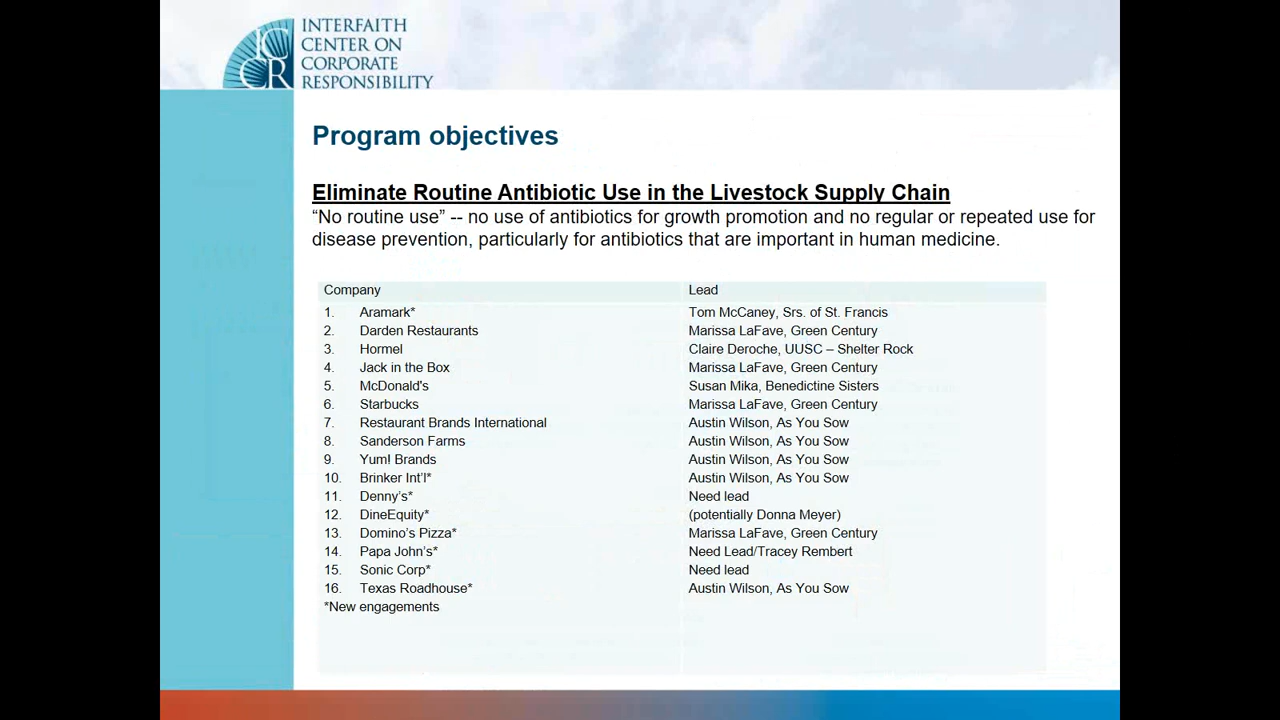 INTERFAITH
CENTER ON
CORPORATE
RESPONSIBILITY
ICCR
Program objectives
Eliminate Routine Antibiotic Use in the Livestock Supply Chain
“No routine use” -- no use of antibiotics for growth promotion and no regular or repeated use for
disease prevention, particularly for antibiotics that are important in human medicine.
Company Lead
1. Aramark* Tom McCaney, Srs. of St. Francis
2. Darden Restaurants Marissa LaFave, Green Century
3. Hormel Claire Deroche, UUSC – Shelter Rock
4. Jack in the Box Marissa LaFave, Green Century
5. McDonald's Susan Mika, Benedictine Sisters
6. Starbucks Marissa LaFave, Green Century
7. Restaurant Brands International Austin Wilson, As You Sow
8. Sanderson Farms Austin Wilson, As You Sow
9. Yum! Brands Austin Wilson, As You Sow
10. Brinker Int’l* Austin Wilson, As You Sow
11. Denny’s* Need lead
12. DineEquity* (potentially Donna Meyer)
13. Domino’s Pizza* Marissa LaFave, Green Century
14. Papa John’s* Need Lead/Tracey Rembert
15. Sonic Corp* Need lead
16. Texas Roadhouse* Austin Wilson, As You Sow
*New engagements